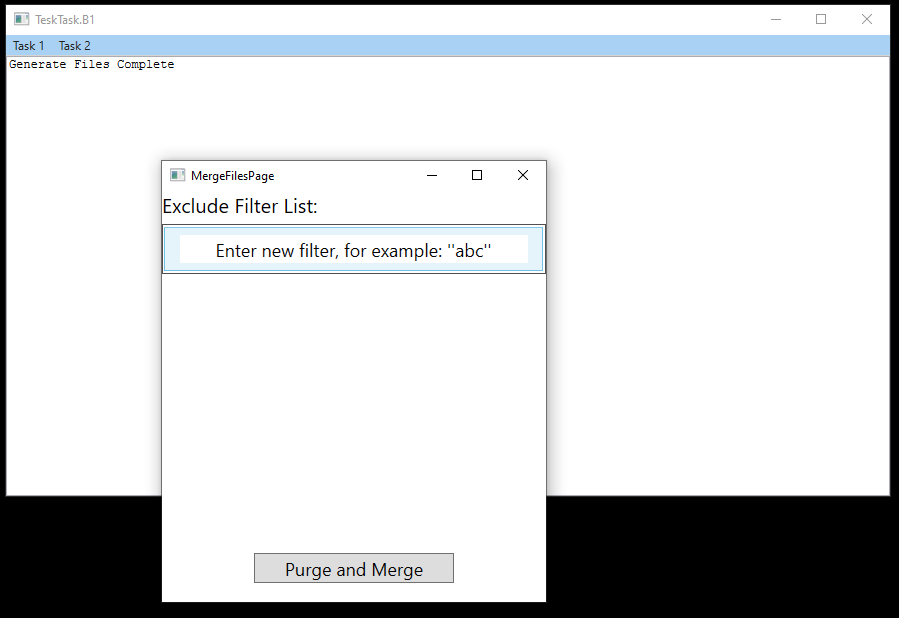 TeskTask.B1
Task 1 Task 2
Generate Files Complete
MergeFilesPage
Exclude Filter List:
Enter new filter, for example: "abc"
Purge and Merge